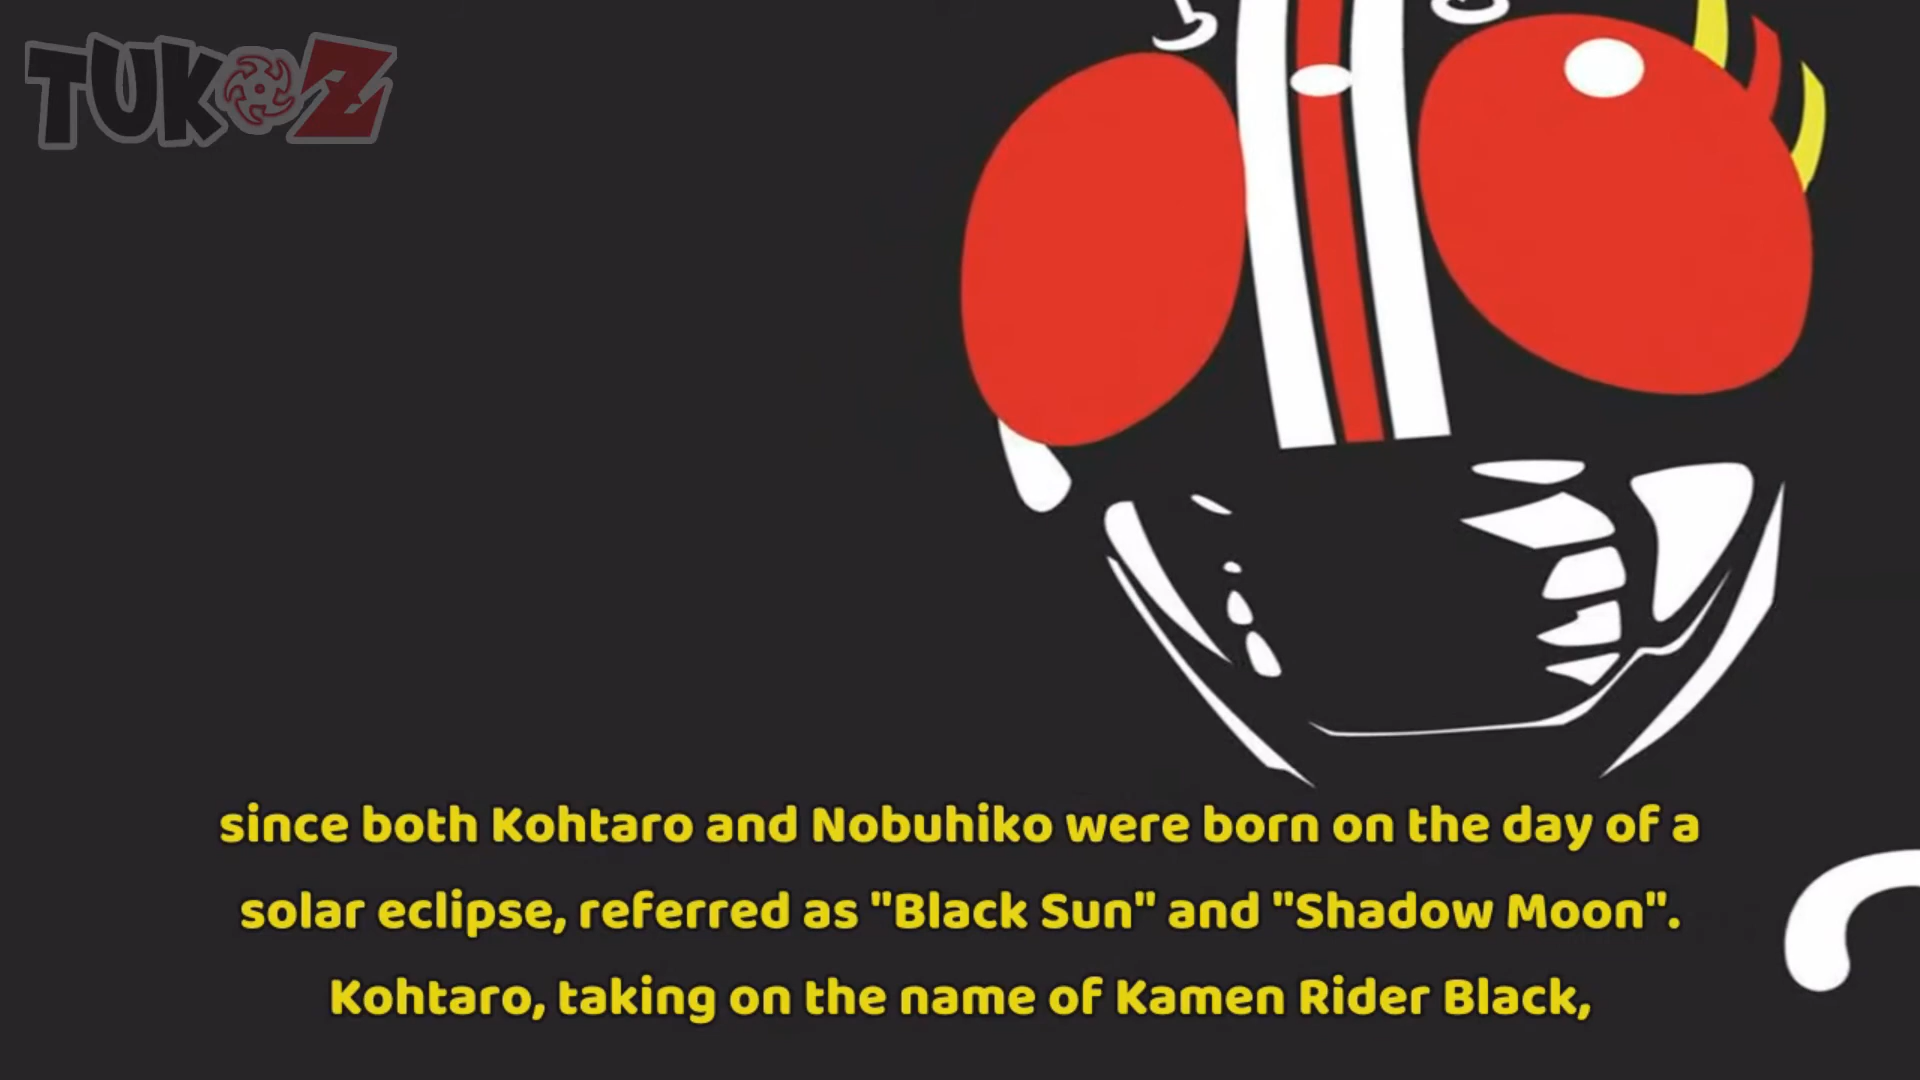 TUKOZ
since both Kohtaro and Nobuhiko were born on the day of a
solar eclipse, referred as "Black Sun" and "Shadow Moon".
Kohtaro, taking on the name of Kamen Rider Black,